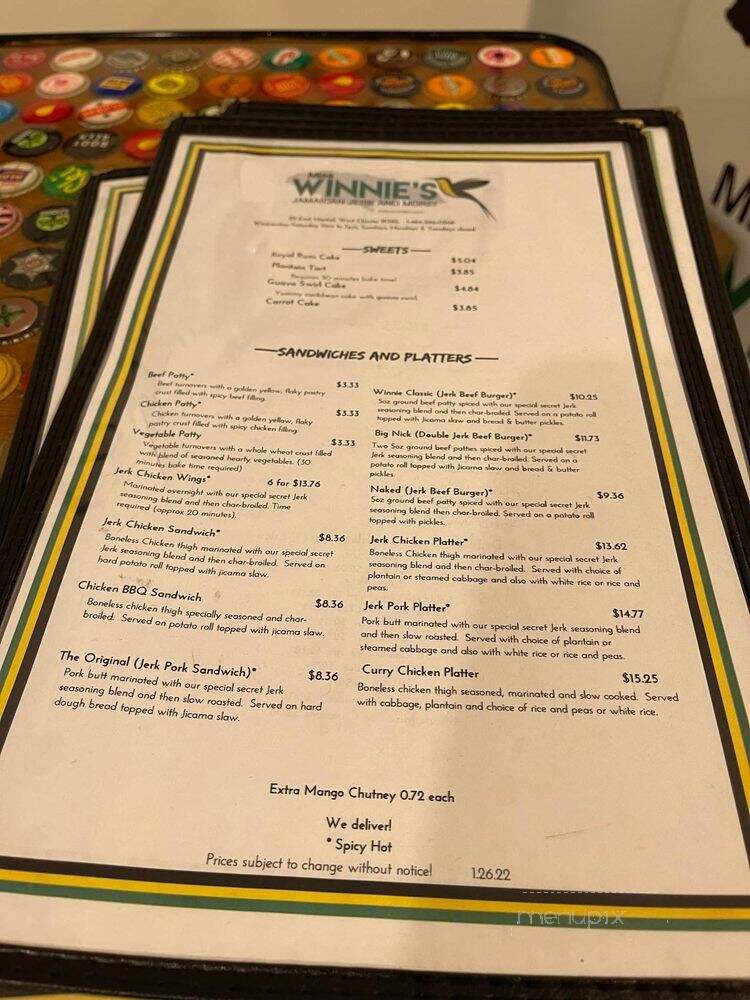 WINNIE'S
JAMAICAN JERK AND MORE!
SWEETS
Royal Rum Cake $5.04
Plantain Tart $3.85
Requires 30 minutes bake time!
Guava Swirl Cake $4.84
Yummy caribbean cake with guava swirl
Carrot Cake $3.85
SANDWICHES AND PLATTERS
Beef Patty* $3.33
Beef turnovers with a golden yellow, flaky pastry
crust filled with spicy beef filling.
Chicken Patty* $3.33
Chicken turnovers with a golden yellow, flaky
pastry crust filled with spicy chicken filling.
Vegetable Patty $3.33
Vegetable turnovers with a whole wheat crust filled
with blend of seasoned hearty vegetables. (30
minutes bake time required)
Jerk Chicken Wings* 6 for $13.76
Marinated overnight with our special secret Jerk
seasoning blend and then char-broiled. Time
required (approx 20 minutes).
Jerk Chicken Sandwich* $8.36
Boneless Chicken thigh marinated with our special secret
Jerk seasoning blend and then char-broiled. Served on
hard potato roll topped with jicama slaw.
Chicken BBQ Sandwich $8.36
Boneless chicken thigh specially seasoned and char-
broiled. Served on potato roll topped with jicama slaw.
The Original (Jerk Pork Sandwich)* $8.36
Pork butt marinated with our special secret Jerk
seasoning blend and then slow roasted. Served on hard
dough bread topped with Jicama slaw.
Winnie Classic (Jerk Beef Burger)* $10.25
5oz ground beef patty spiced with our special secret Jerk
seasoning blend and then char-broiled. Served on a potato roll
topped with Jicama slaw and bread & butter pickles.
Big Nick (Double Jerk Beef Burger)* $11.73
Two 5oz ground beef patties spiced with our special secret
Jerk seasoning blend and then char-broiled. Served on a
potato roll topped with Jicama slaw and bread & butter
pickles.
Naked (Jerk Beef Burger)* $9.36
5oz ground beef patty spiced with our special secret Jerk
seasoning blend then char-broiled. Served on a potato roll
topped with pickles.
Jerk Chicken Platter* $13.62
Boneless Chicken thigh marinated with our special secret Jerk
seasoning blend and then char-broiled. Served with choice of
plantain or steamed cabbage and also with white rice or rice and
peas.
Jerk Pork Platter* $14.77
Pork butt marinated with our special secret Jerk seasoning blend
and then slow roasted. Served with choice of plantain or
steamed cabbage and also with white rice or rice and peas.
Curry Chicken Platter $15.25
Boneless chicken thigh seasoned, marinated and slow cooked. Served
with cabbage, plantain and choice of rice and peas or white rice.
Extra Mango Chutney 0.72 each
We deliver!
* Spicy Hot
Prices subject to change without notice! 1.26.22
menupix